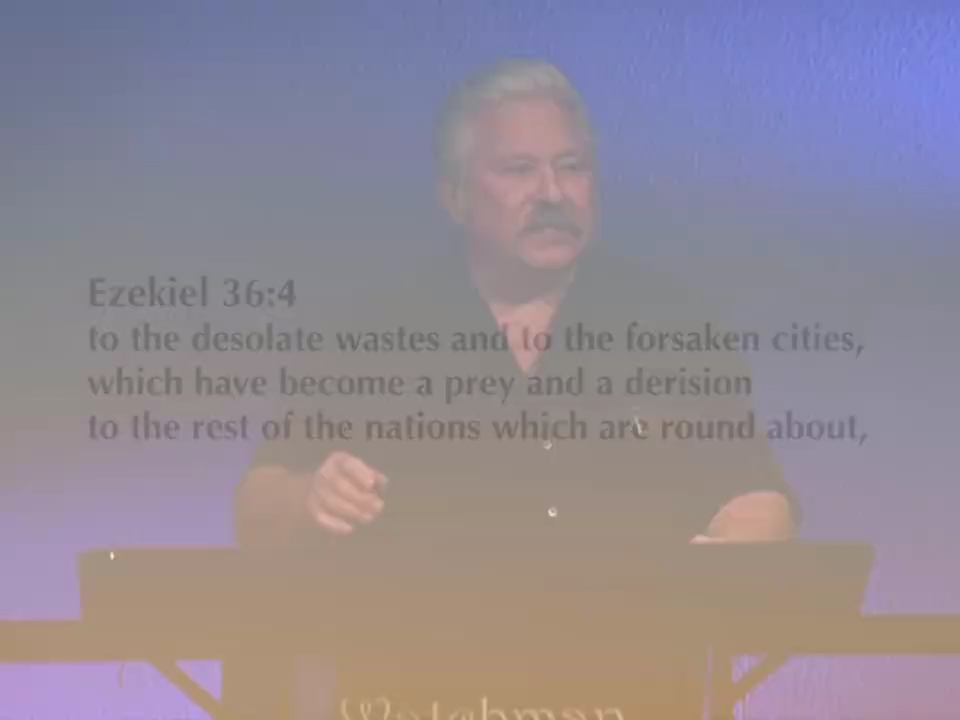 Ezekiel 36:4
to the desolate wastes and to the forsaken cities,
which have become a prey and a derision
to the rest of the nations which are round about,
Watchman